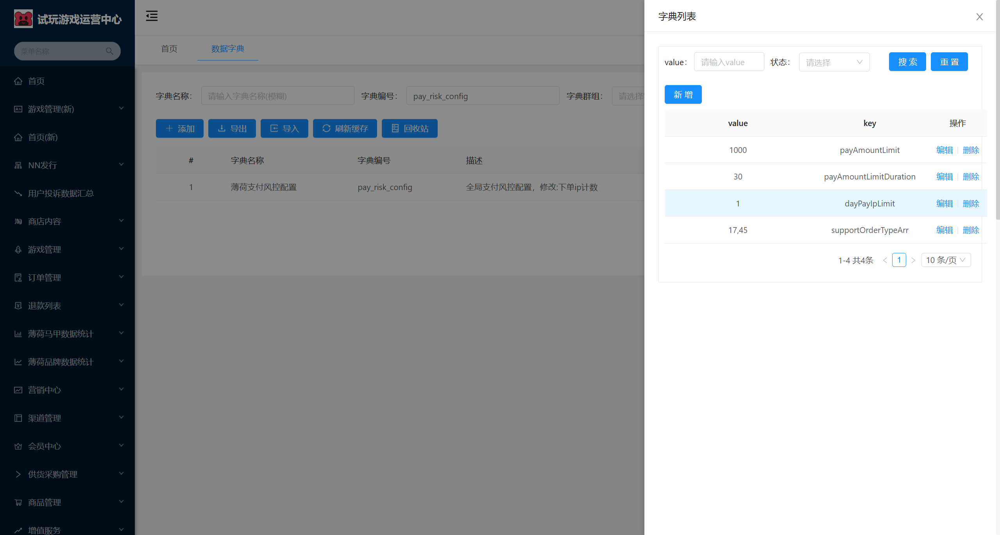 试玩游戏运营中心
菜单名称
首页
游戏管理(新)
首页(新)
NN发行
用户投诉数据汇总
商店内容
游戏管理
订单管理
退款列表
薄荷马甲数据统计
薄荷品牌数据统计
营销中心
渠道管理
会员中心
供货采购管理
商品管理
增值服务
首页 数据字典
字典名称： 请输入字典名称(模糊) 字典编号： pay_risk_config 字典群组： 请选择
添加 导出 导入 刷新缓存 回收站
# 字典名称 字典编号 描述
1 薄荷支付风控配置 pay_risk_config 全局支付风控配置，修改:下单ip计数
字典列表
value： 请输入value 状态： 请选择 搜索 重置
新增
value key 操作
1000 payAmountLimit 编辑 删除
30 payAmountLimitDuration 编辑 删除
1 dayPayIpLimit 编辑 删除
17,45 supportOrderTypeArr 编辑 删除
1-4 共4条 < 1 > 10 条/页